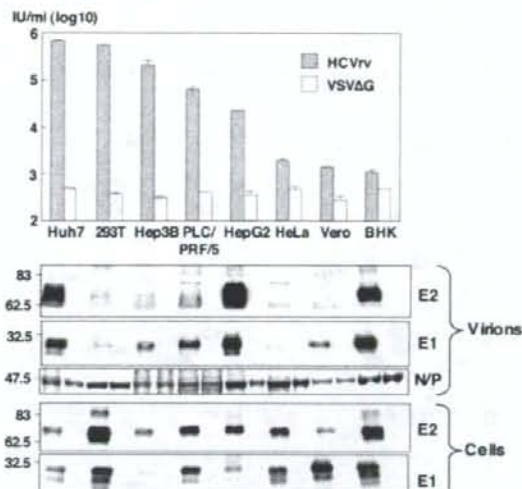 IU/ml (log10)
6
5
4
3
2
HCVrv
VSVΔG
Huh7 293T Hep3B PLC/PRF/5 HepG2 HeLa Vero BHK
83
62.5
E2
32.5
E1
Virions
47.5
N/P
83
62.5
E2
Cells
32.5
E1